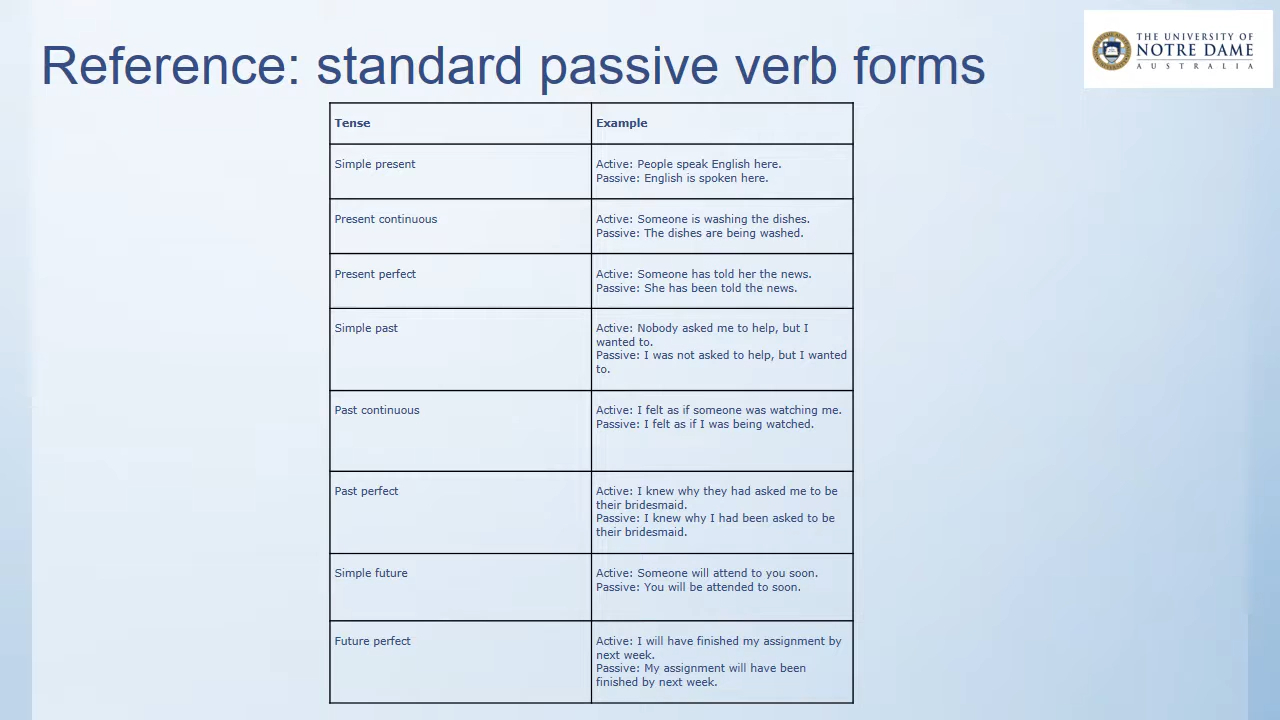 Reference: standard passive verb forms
THE UNIVERSITY OF
NOTRE DAME
AUSTRALIA
Tense
Example
Simple present
Active: People speak English here.
Passive: English is spoken here.
Present continuous
Active: Someone is washing the dishes.
Passive: The dishes are being washed.
Present perfect
Active: Someone has told her the news.
Passive: She has been told the news.
Simple past
Active: Nobody asked me to help, but I
wanted to.
Passive: I was not asked to help, but I wanted
to.
Past continuous
Active: I felt as if someone was watching me.
Passive: I felt as if I was being watched.
Past perfect
Active: I knew why they had asked me to be
their bridesmaid.
Passive: I knew why I had been asked to be
their bridesmaid.
Simple future
Active: Someone will attend to you soon.
Passive: You will be attended to soon.
Future perfect
Active: I will have finished my assignment by
next week.
Passive: My assignment will have been
finished by next week.